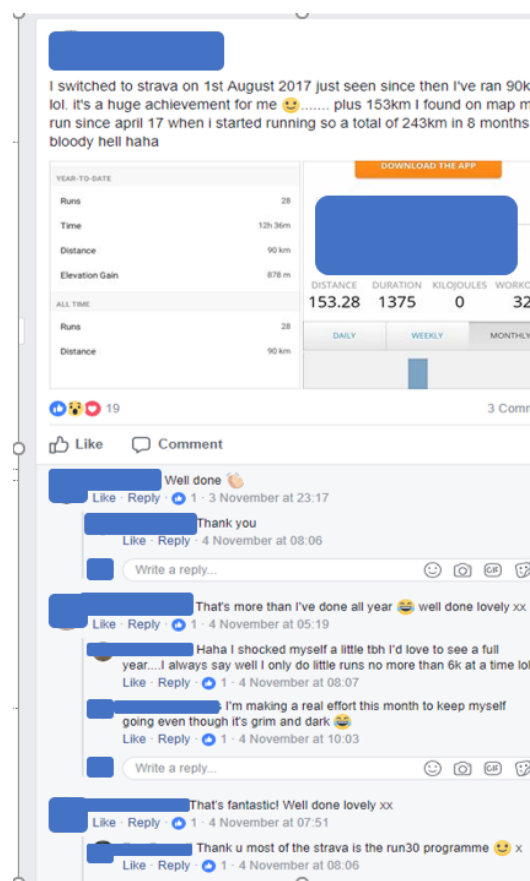 I switched to strava on 1st August 2017 just seen since then I've ran 90k
lol. it's a huge achievement for me 😉....... plus 153km I found on map m
run since april 17 when i started running so a total of 243km in 8 months
bloody hell haha
DOWNLOAD THE APP
YEAR-TO-DATE
Runs 28
Time 12h 36m
Distance 90 km
Elevation Gain 878 m
ALL TIME
Runs 28
Distance 90 km
DISTANCE DURATION KILOJOULES WORKO
153.28 1375 0 32
DAILY WEEKLY MONTHLY
19 3 Comm
Like Comment
Well done 👏🏻
Like · Reply · 1 · 3 November at 23:17
Thank you
Like · Reply · 4 November at 08:06
Write a reply...
GIF
That's more than I've done all year 😂 well done lovely xx
Like · Reply · 1 · 4 November at 05:19
Haha I shocked myself a little tbh I'd love to see a full
year....I always say well I only do little runs no more than 6k at a time lol
Like · Reply · 1 · 4 November at 08:07
s I'm making a real effort this month to keep myself
going even though it's grim and dark 😂
Like · Reply · 1 · 4 November at 10:03
Write a reply...
GIF
That's fantastic! Well done lovely xx
Like · Reply · 1 · 4 November at 07:51
Thank u most of the strava is the run30 programme 😉 x
Like · Reply · 1 · 4 November at 08:06